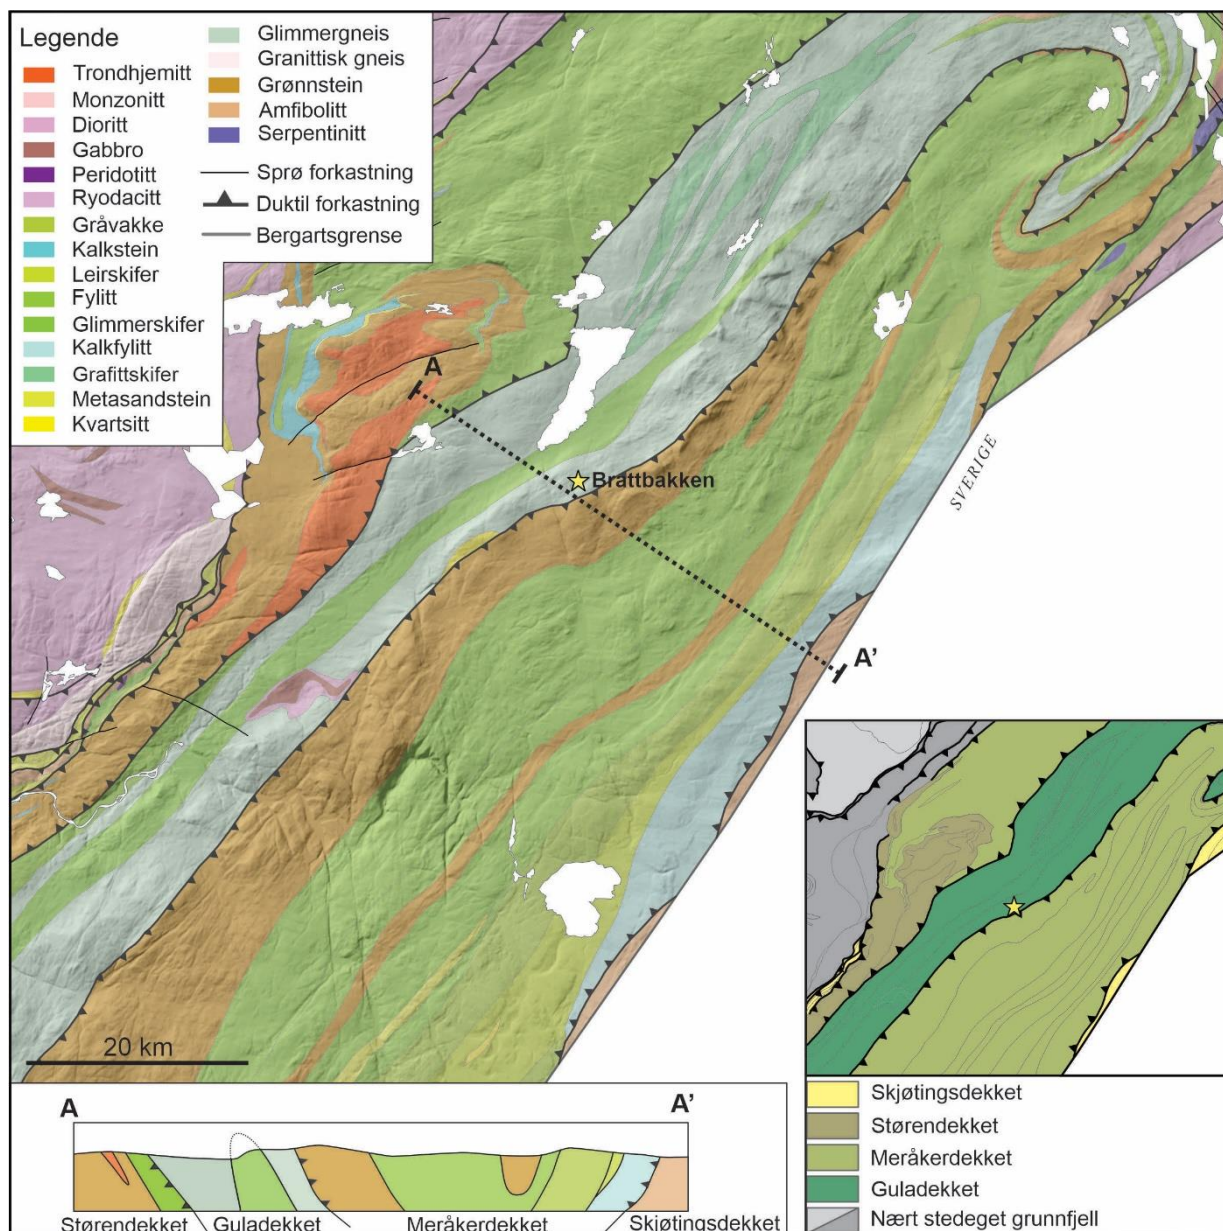 Legende
Trondhjemitt
Monzonitt
Dioritt
Gabbro
Peridotitt
Ryodacitt
Gråvakke
Kalkstein
Leirskifer
Fylitt
Glimmerskifer
Kalkfylitt
Grafittskifer
Metasandstein
Kvartsitt
Glimmergneis
Granittisk gneis
Grønnstein
Amfibolitt
Serpentinitt
Sprø forkastning
Duktil forkastning
Bergartsgrense
A
Brattbakken
SVERIGE
A'
20 km
A
A'
Størendekket
Guladekket
Meråkerdekket
Skjøtingsdekket
Skjøtingsdekket
Størendekket
Meråkerdekket
Guladekket
Nært stedeget grunnfjell